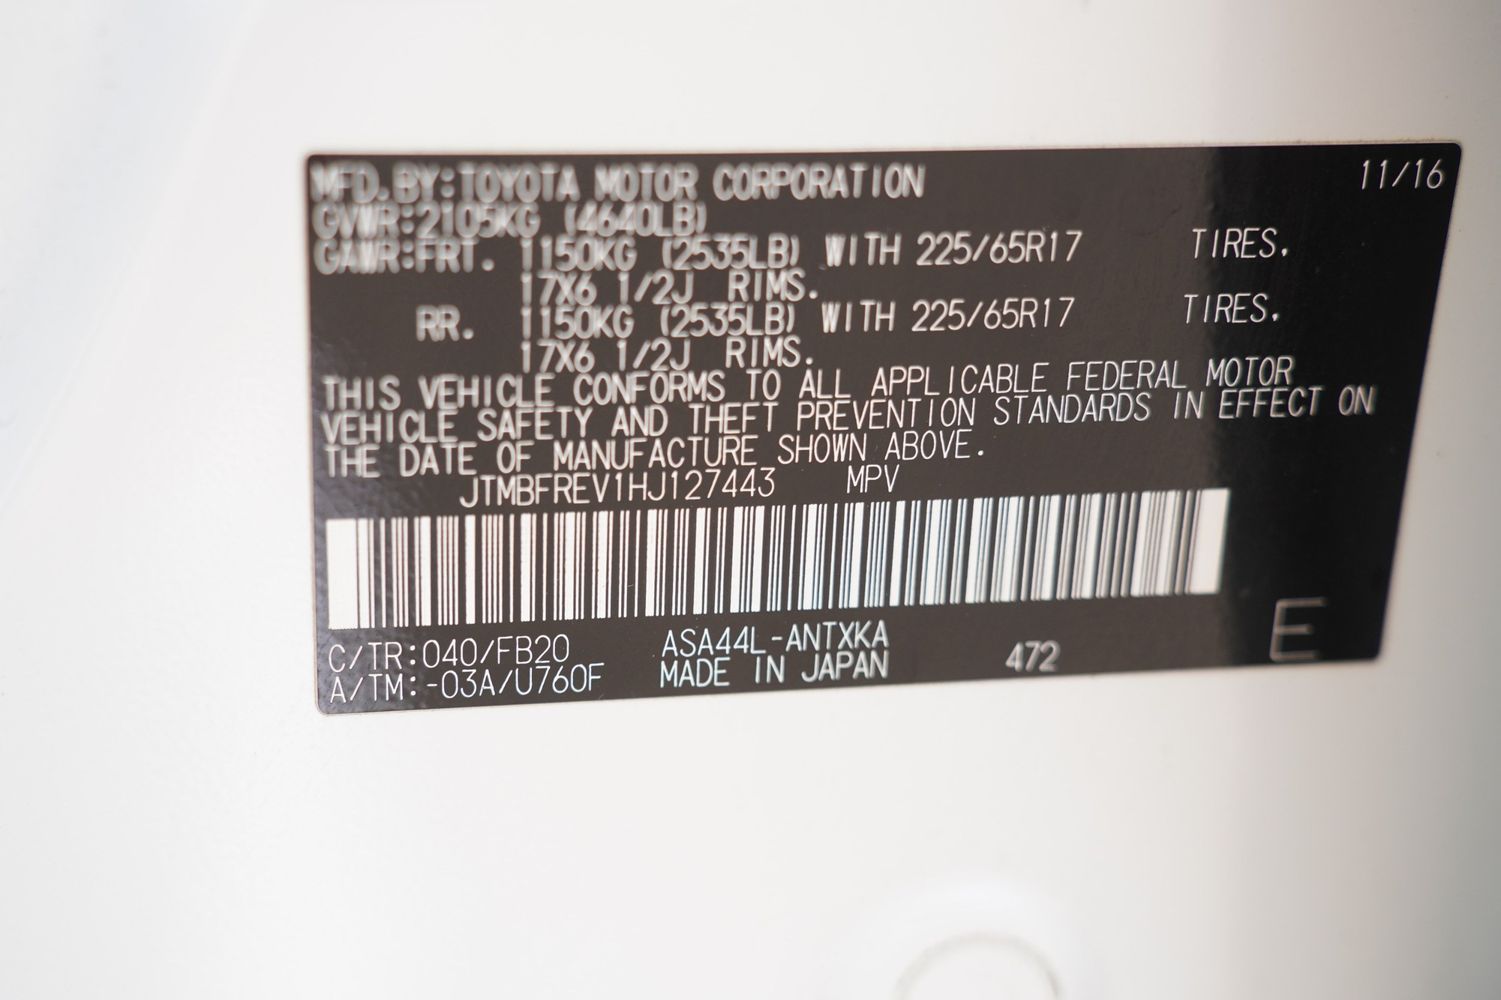 MFD.BY:TOYOTA MOTOR CORPORATION 11/16
GVWR:2105KG (4640LB)
GAWR:FRT. 1150KG (2535LB) WITH 225/65R17 TIRES,
17X6 1/2J RIMS.
RR. 1150KG (2535LB) WITH 225/65R17 TIRES,
17X6 1/2J RIMS.
THIS VEHICLE CONFORMS TO ALL APPLICABLE FEDERAL MOTOR
VEHICLE SAFETY AND THEFT PREVENTION STANDARDS IN EFFECT ON
THE DATE OF MANUFACTURE SHOWN ABOVE.
JTMBFREV1HJ127443 MPV
C/TR:040/FB20 ASA44L-ANTXKA 472 E
A/TM:-03A/U760F MADE IN JAPAN